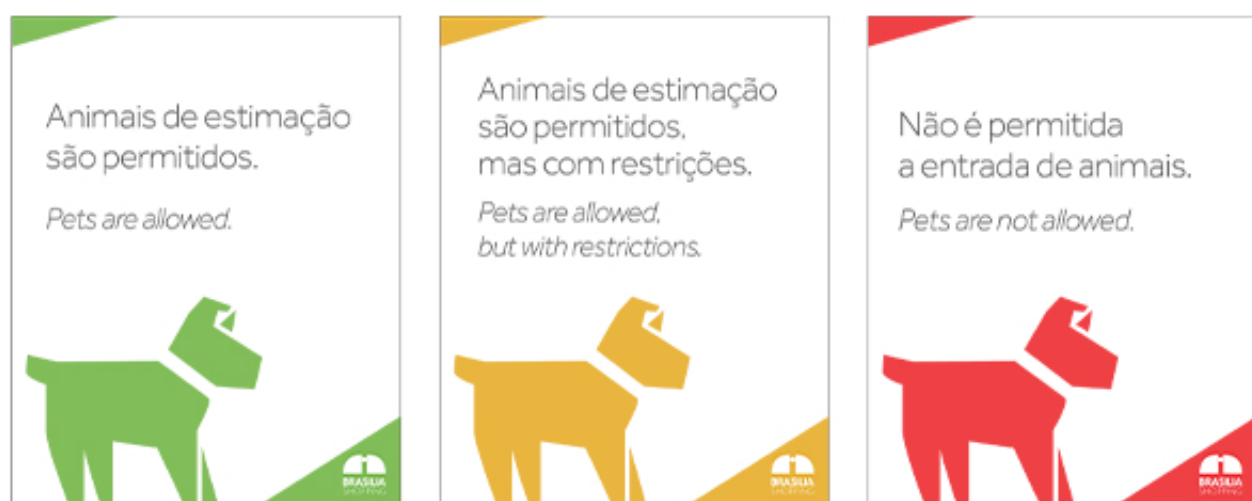 Animais de estimação
são permitidos.
Pets are allowed.
BRASILIA
SHOPPING
Animais de estimação
são permitidos,
mas com restrições.
Pets are allowed,
but with restrictions.
BRASILIA
SHOPPING
Não é permitida
a entrada de animais.
Pets are not allowed.
BRASILIA
SHOPPING